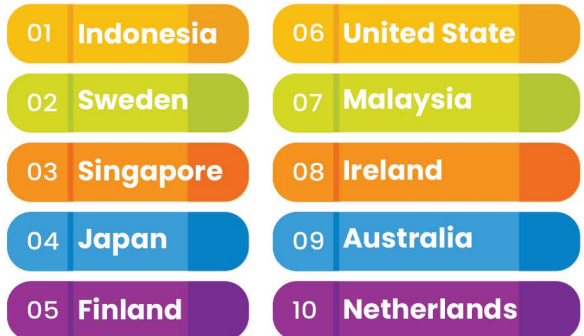 01 Indonesia
02 Sweden
03 Singapore
04 Japan
05 Finland
06 United State
07 Malaysia
08 Ireland
09 Australia
10 Netherlands